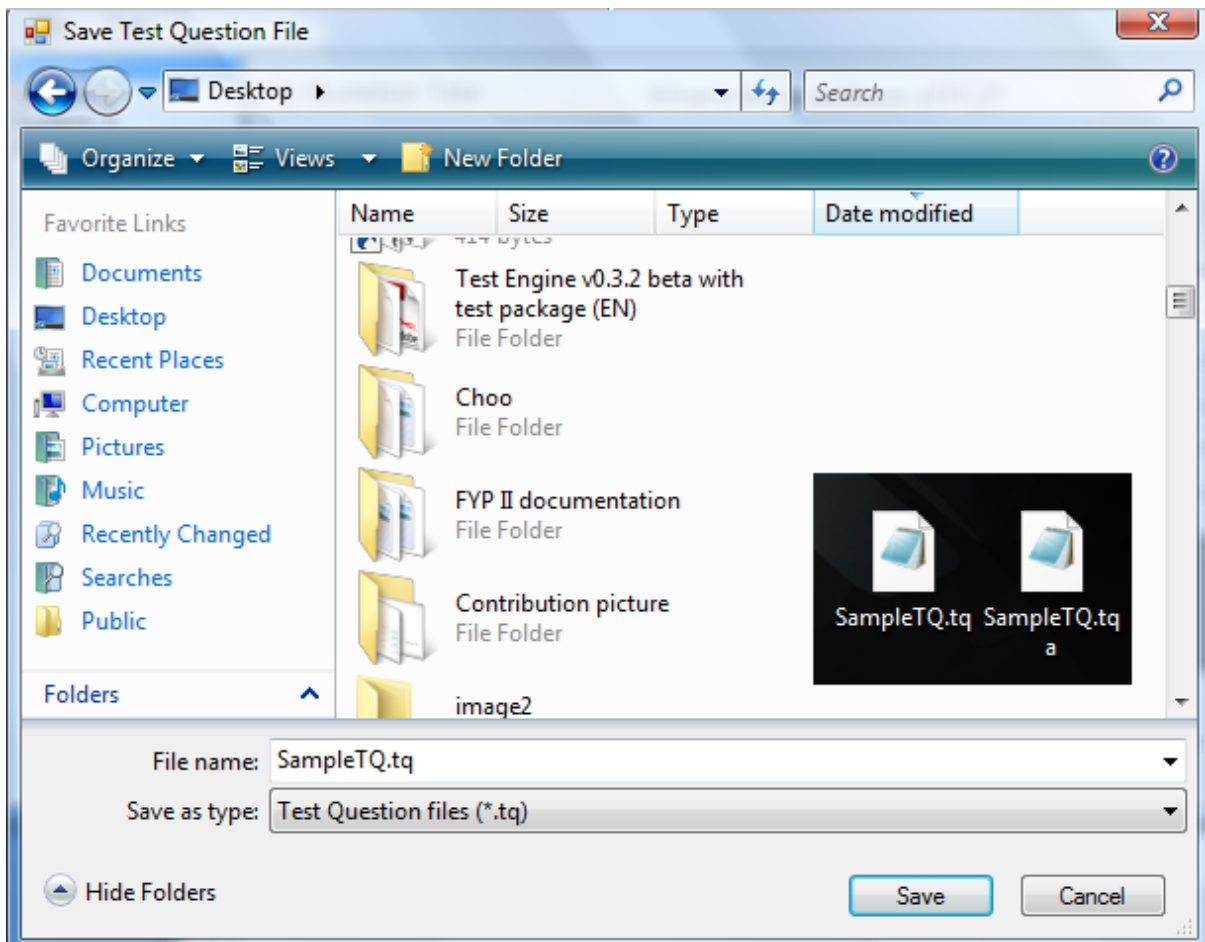 Save Test Question File
Desktop
Search
Organize
Views
New Folder
Favorite Links
Documents
Desktop
Recent Places
Computer
Pictures
Music
Recently Changed
Searches
Public
Folders
Name Size Type Date modified
414 bytes
Test Engine v0.3.2 beta with
test package (EN)
File Folder
Choo
File Folder
FYP II documentation
File Folder
Contribution picture
File Folder
image2
SampleTQ.tq SampleTQ.tq
a
File name: SampleTQ.tq
Save as type: Test Question files (*.tq)
Hide Folders
Save
Cancel